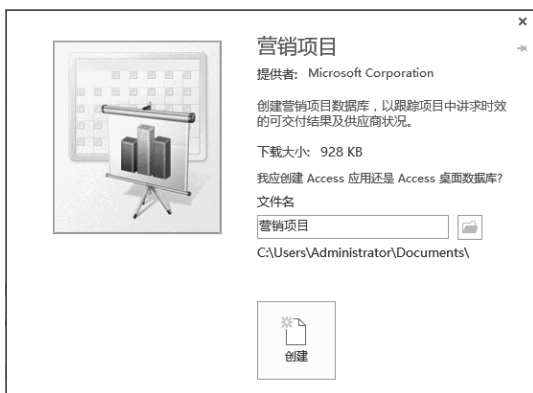 营销项目
提供者: Microsoft Corporation
创建营销项目数据库，以跟踪项目中讲求时效
的可交付结果及供应商状况。
下载大小: 928 KB
我应创建 Access 应用还是 Access 桌面数据库?
文件名
营销项目
C:\Users\Administrator\Documents\
创建